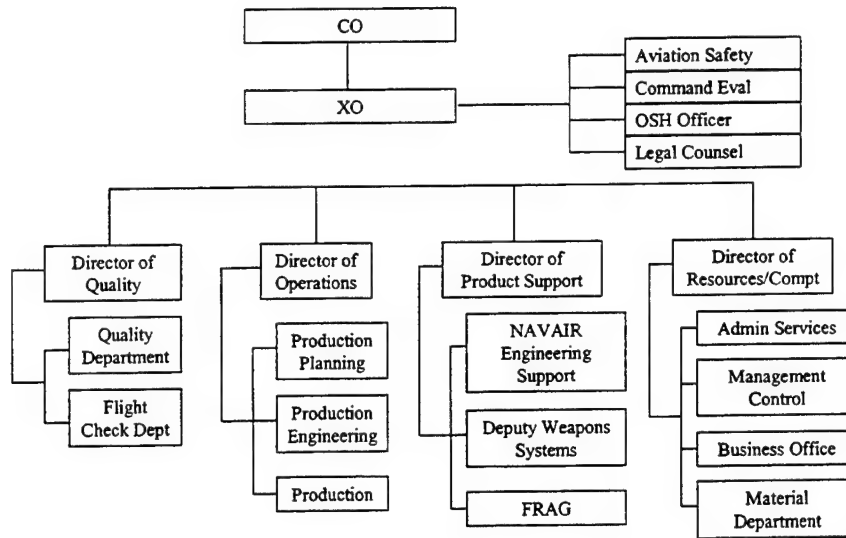 CO
XO
Aviation Safety
Command Eval
OSH Officer
Legal Counsel
Director of
Quality
Quality
Department
Flight
Check Dept
Director of
Operations
Production
Planning
Production
Engineering
Production
Director of
Product Support
NAVAIR
Engineering
Support
Deputy Weapons
Systems
FRAG
Director of
Resources/Compt
Admin Services
Management
Control
Business Office
Material
Department